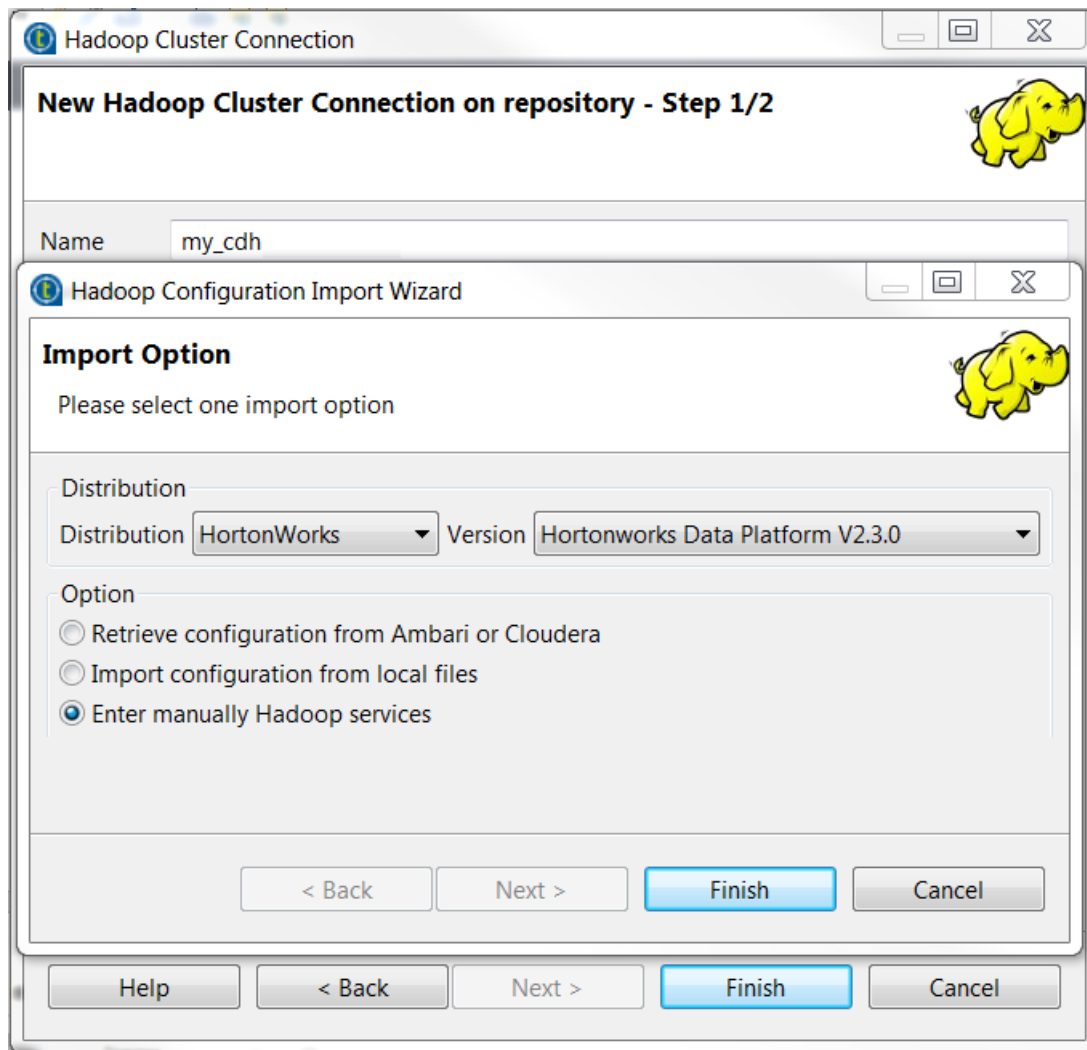 Hadoop Cluster Connection
New Hadoop Cluster Connection on repository - Step 1/2
Name my_cdh
Hadoop Configuration Import Wizard
Import Option
Please select one import option
Distribution
Distribution HortonWorks Version Hortonworks Data Platform V2.3.0
Option
Retrieve configuration from Ambari or Cloudera
Import configuration from local files
Enter manually Hadoop services
< Back Next > Finish Cancel
Help < Back Next > Finish Cancel